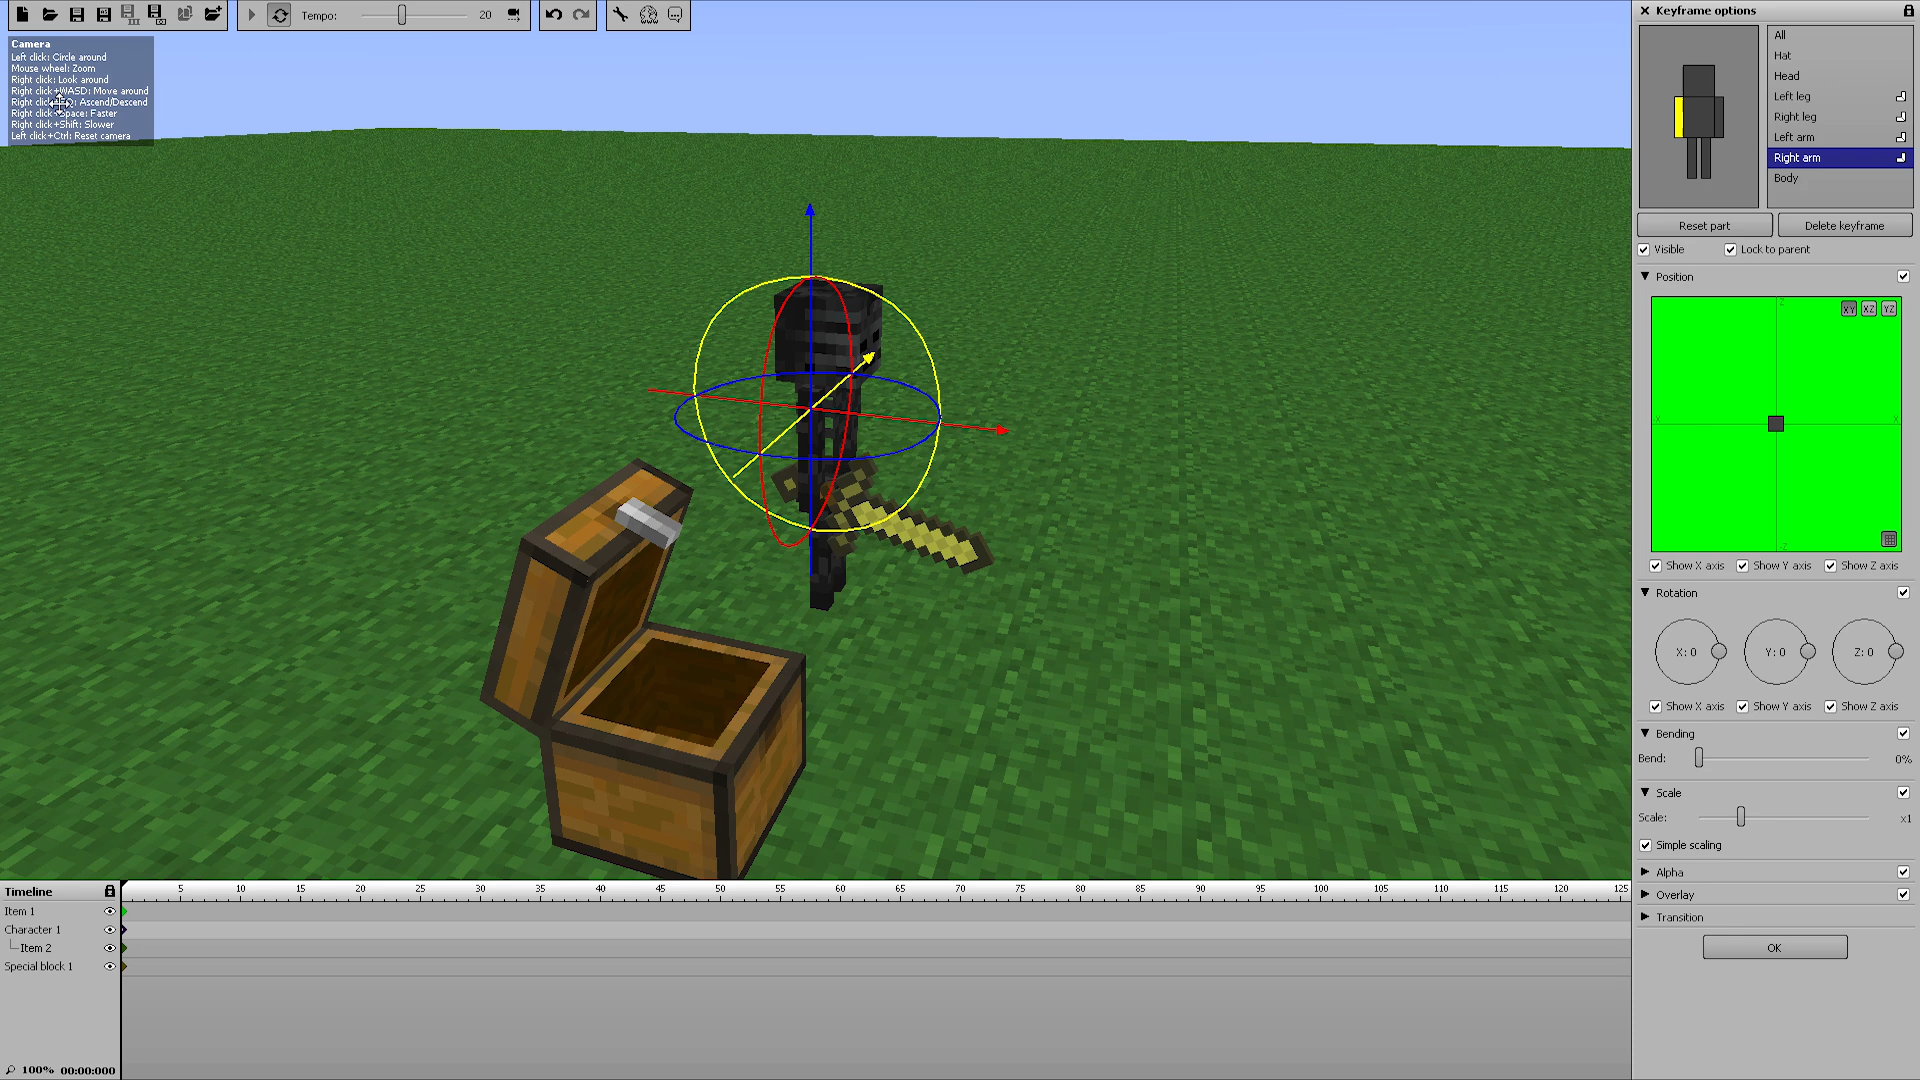 Tempo:
20
Camera
Left click: Circle around
Mouse wheel: Zoom
Right click: Look around
Right click+WASD: Move around
Right click : Ascend/Descend
Right click+Space: Faster
Right click+Shift: Slower
Left click+Ctrl: Reset camera
Keyframe options
All
Hat
Head
Left leg
Right leg
Left arm
Right arm
Body
Reset part
Delete keyframe
Visible
Lock to parent
Position
XY XZ YZ
Z
X X
-Z
Show X axis
Show Y axis
Show Z axis
Rotation
X: 0
Y: 0
Z: 0
Show X axis
Show Y axis
Show Z axis
Bending
Bend:
0%
Scale
Scale:
x1
Simple scaling
Alpha
Overlay
Transition
OK
Timeline
5 10 15 20 25 30 35 40 45 50 55 60 65 70 75 80 85 90 95 100 105 110 115 120 125
Item 1
Character 1
Item 2
Special block 1
100% 00:00:000